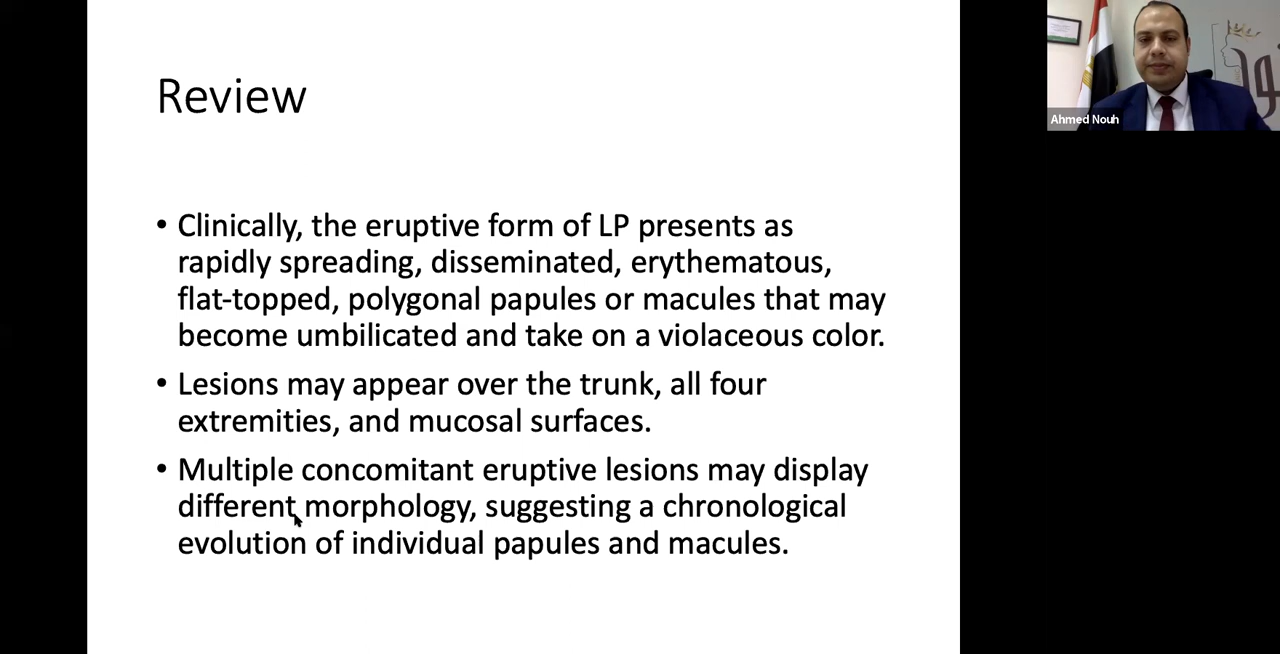 Review
• Clinically, the eruptive form of LP presents as
rapidly spreading, disseminated, erythematous,
flat-topped, polygonal papules or macules that may
become umbilicated and take on a violaceous color.
• Lesions may appear over the trunk, all four
extremities, and mucosal surfaces.
• Multiple concomitant eruptive lesions may display
different morphology, suggesting a chronological
evolution of individual papules and macules.
Ahmed Nouh